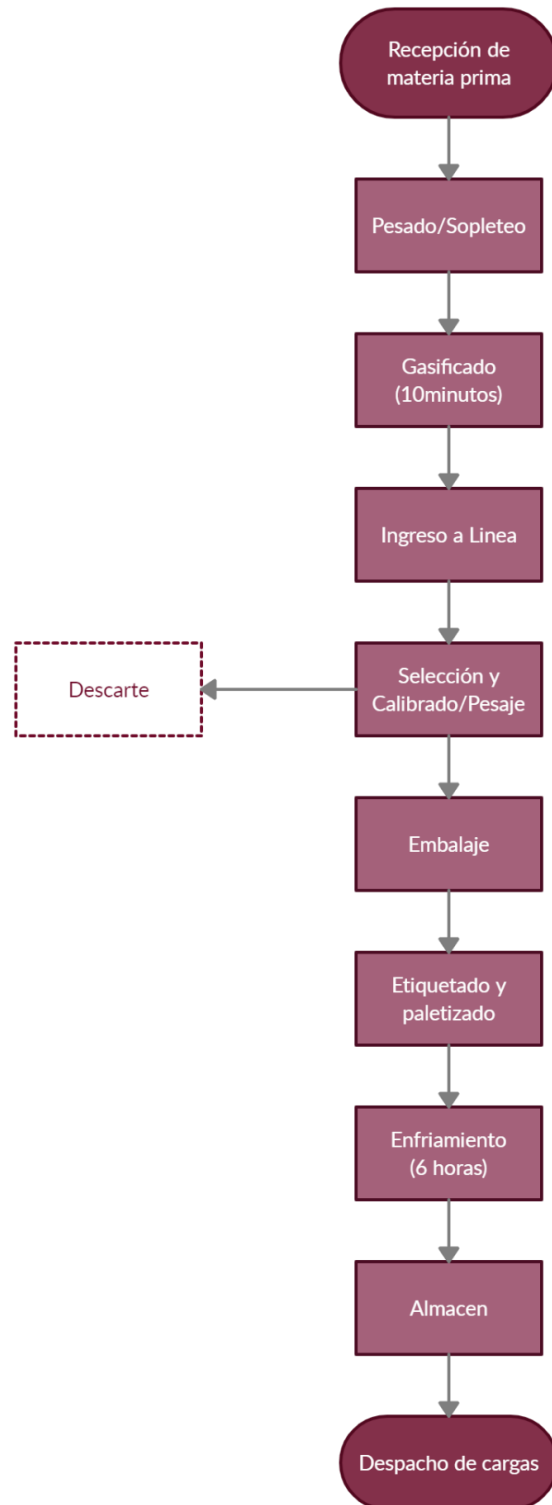 Recepción de
materia prima
Pesado/Sopleteo
Gasificado
(10minutos)
Ingreso a Linea
Descarte
Selección y
Calibrado/Pesaje
Embalaje
Etiquetado y
paletizado
Enfriamiento
(6 horas)
Almacen
Despacho de cargas